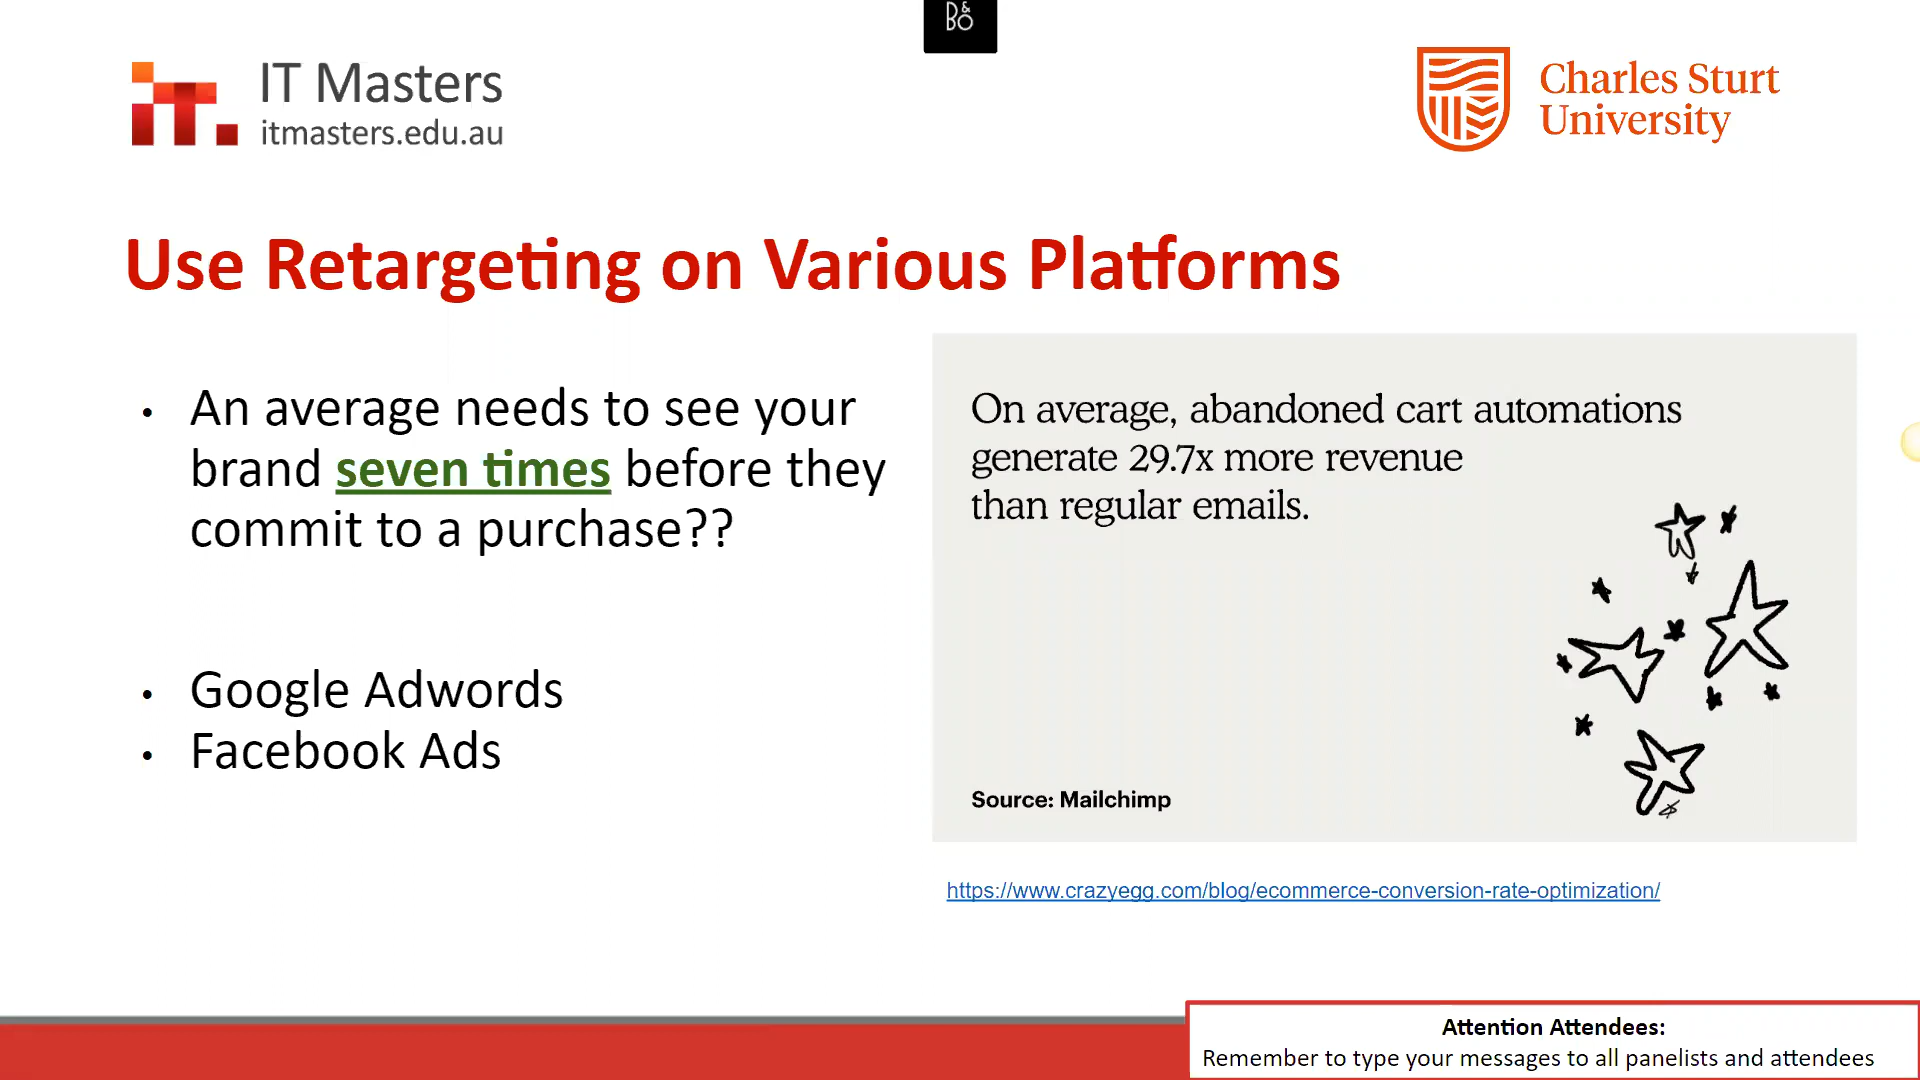 B&O
IT Masters
itmasters.edu.au
Charles Sturt
University
Use Retargeting on Various Platforms
• An average needs to see your
brand seven times before they
commit to a purchase??
• Google Adwords
• Facebook Ads
On average, abandoned cart automations
generate 29.7x more revenue
than regular emails.
Source: Mailchimp
https://www.crazyegg.com/blog/ecommerce-conversion-rate-optimization/
Attention Attendees:
Remember to type your messages to all panelists and attendees